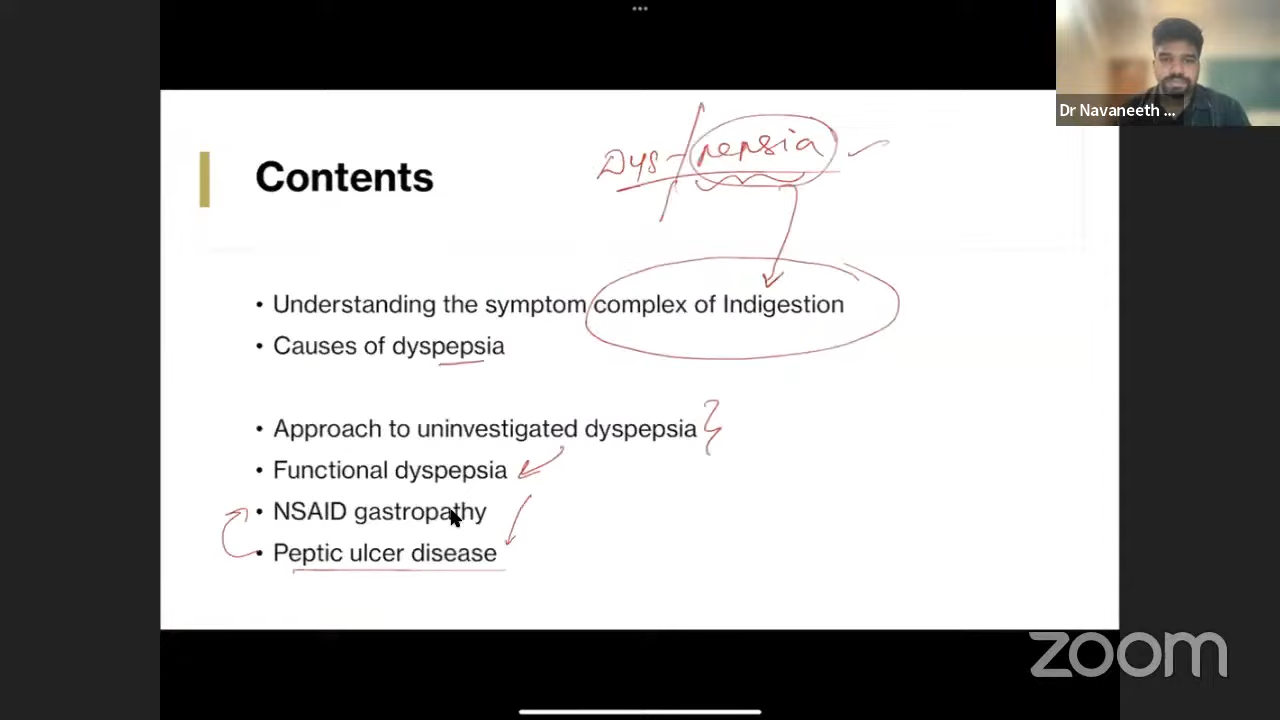 Dr Navaneeth ...
Dys-pepsia
Contents
• Understanding the symptom complex of Indigestion
• Causes of dyspepsia
• Approach to uninvestigated dyspepsia
• Functional dyspepsia
• NSAID gastropathy
• Peptic ulcer disease
zoom